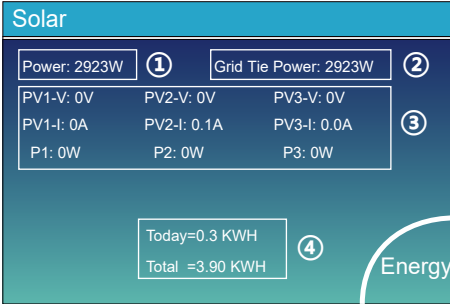 Solar
Power: 2923W ① Grid Tie Power: 2923W ②
PV1-V: 0V PV2-V: 0V PV3-V: 0V
PV1-I: 0A PV2-I: 0.1A PV3-I: 0.0A ③
P1: 0W P2: 0W P3: 0W
Today=0.3 KWH
④
Total =3.90 KWH
Energy